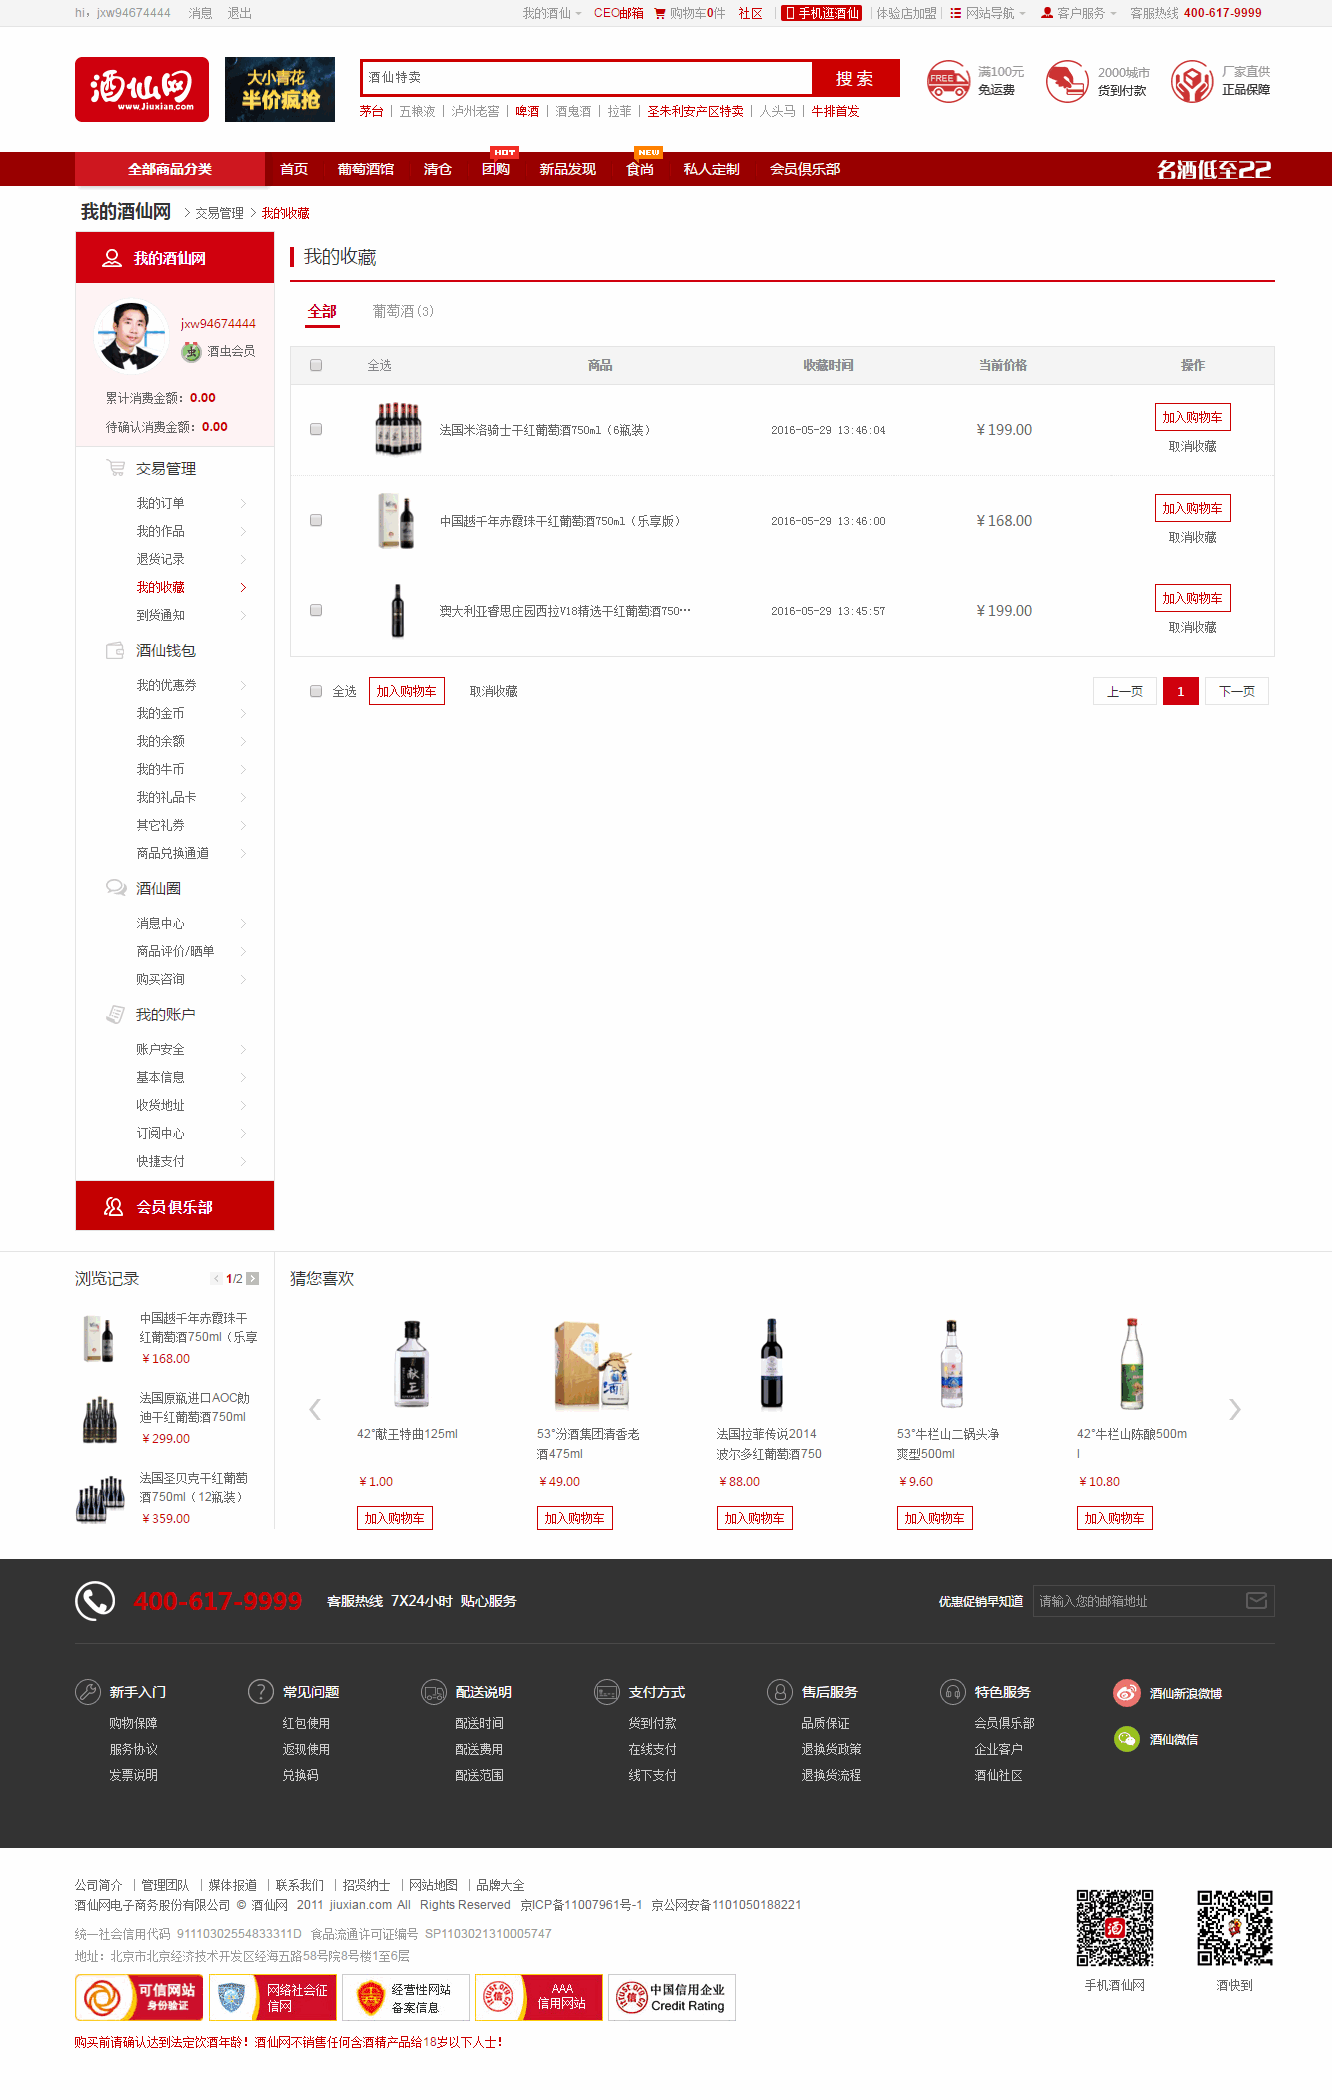 hi，jxw94674444 消息 退出 我的酒仙 CEO邮箱 购物车0件 社区 手机逛酒仙 体验店加盟 网站导航 客户服务 客服热线 400-617-9999
酒仙网
www.jiuxian.com
大小青花
半价疯抢
酒仙特卖 搜 索
茅台 | 五粮液 | 泸州老窖 | 啤酒 | 酒鬼酒 | 拉菲 | 圣朱利安产区特卖 | 人头马 | 牛排首发
FREE 满100元
免运费
2000城市
货到付款
厂家直供
正品保障
全部商品分类 首页 葡萄酒馆 清仓 团购 HOT 新品发现 食尚 NEW 私人定制 会员俱乐部 名酒低至22
我的酒仙网 > 交易管理 > 我的收藏
我的酒仙网
jxw94674444
酒虫会员
累计消费金额：0.00
待确认消费金额：0.00
交易管理
我的订单
我的作品
退货记录
我的收藏
到货通知
酒仙钱包
我的优惠券
我的金币
我的余额
我的牛币
我的礼品卡
其它礼券
商品兑换通道
酒仙圈
消息中心
商品评价/晒单
购买咨询
我的账户
账户安全
基本信息
收货地址
订阅中心
快捷支付
会员俱乐部
我的收藏
全部 葡萄酒(3)
全选 商品 收藏时间 当前价格 操作
法国米洛骑士干红葡萄酒750ml（6瓶装） 2016-05-29 13:46:04 ￥199.00 加入购物车
取消收藏
中国越千年赤霞珠干红葡萄酒750ml（乐享版） 2016-05-29 13:46:00 ￥168.00 加入购物车
取消收藏
澳大利亚睿思庄园西拉V18精选干红葡萄酒750… 2016-05-29 13:45:57 ￥199.00 加入购物车
取消收藏
全选 加入购物车 取消收藏 上一页 1 下一页
浏览记录 < 1/2 >
中国越千年赤霞珠干
红葡萄酒750ml（乐享
￥168.00
法国原瓶进口AOC勋
迪干红葡萄酒750ml
￥299.00
法国圣贝克干红葡萄
酒750ml（12瓶装）
￥359.00
猜您喜欢
42°献王特曲125ml
￥1.00
加入购物车
53°汾酒集团清香老
酒475ml
￥49.00
加入购物车
法国拉菲传说2014
波尔多红葡萄酒750
￥88.00
加入购物车
53°牛栏山二锅头净
爽型500ml
￥9.60
加入购物车
42°牛栏山陈酿500m
l
￥10.80
加入购物车
400-617-9999 客服热线 7X24小时 贴心服务 优惠促销早知道 请输入您的邮箱地址
新手入门
购物保障
服务协议
发票说明
常见问题
红包使用
返现使用
兑换码
配送说明
配送时间
配送费用
配送范围
支付方式
货到付款
在线支付
线下支付
售后服务
品质保证
退换货政策
退换货流程
特色服务
会员俱乐部
企业客户
酒仙社区
酒仙新浪微博
酒仙微信
公司简介 | 管理团队 | 媒体报道 | 联系我们 | 招贤纳士 | 网站地图 | 品牌大全
酒仙网电子商务股份有限公司 © 酒仙网 2011 jiuxian.com All Rights Reserved 京ICP备11007961号-1 京公网安备1101050188221
统一社会信用代码 91110302554833311D 食品流通许可证编号 SP1103021310005747
地址：北京市北京经济技术开发区经海五路58号院8号楼1至6层
可信网站
身份验证
网络社会征
信网
经营性网站
备案信息
AAA
信用网站
中国信用企业
Credit Rating
购买前请确认达到法定饮酒年龄！酒仙网不销售任何含酒精产品给18岁以下人士！
手机酒仙网
酒快到